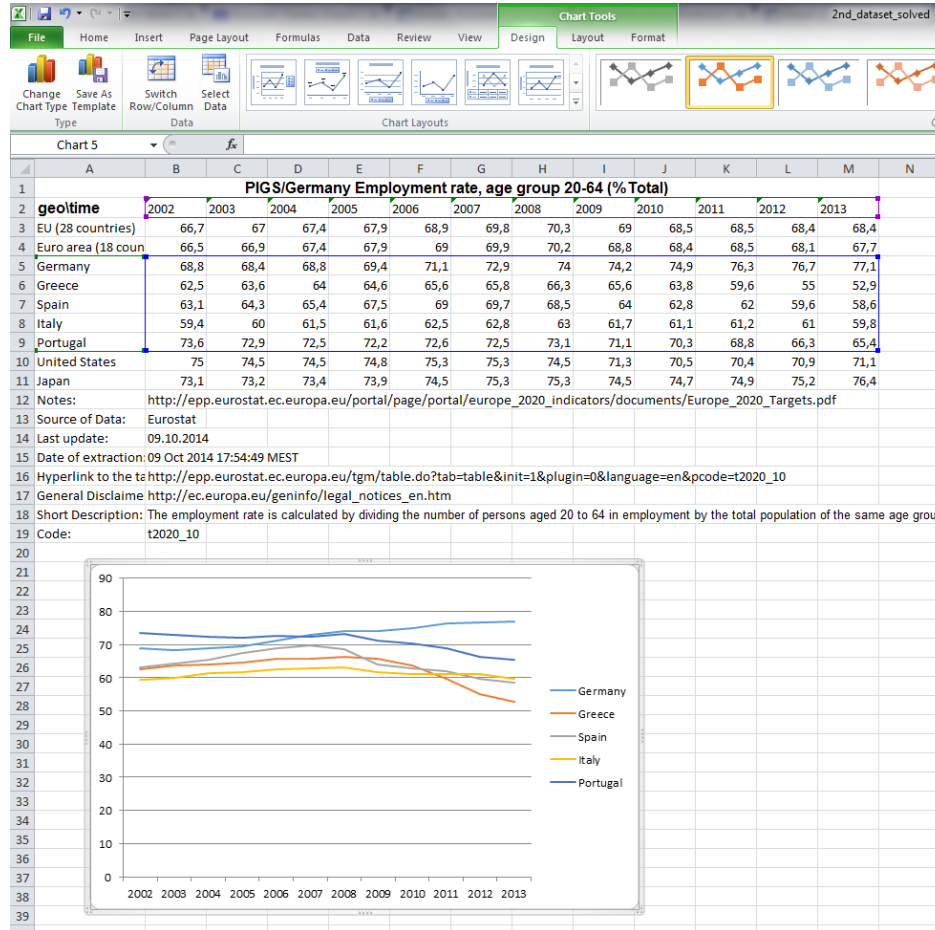 Chart Tools 2nd_dataset_solved
File Home Insert Page Layout Formulas Data Review View Design Layout Format
Change Chart Type Save As Template Switch Row/Column Select Data
Type Data Chart Layouts
Chart 5 fx
A B C D E F G H I J K L M N
1 PIGS/Germany Employment rate, age group 20-64 (% Total)
2 geo\time 2002 2003 2004 2005 2006 2007 2008 2009 2010 2011 2012 2013
3 EU (28 countries) 66,7 67 67,4 67,9 68,9 69,8 70,3 69 68,5 68,5 68,4 68,4
4 Euro area (18 coun 66,5 66,9 67,4 67,9 69 69,9 70,2 68,8 68,4 68,5 68,1 67,7
5 Germany 68,8 68,4 68,8 69,4 71,1 72,9 74 74,2 74,9 76,3 76,7 77,1
6 Greece 62,5 63,6 64 64,6 65,6 65,8 66,3 65,6 63,8 59,6 55 52,9
7 Spain 63,1 64,3 65,4 67,5 69 69,7 68,5 64 62,8 62 59,6 58,6
8 Italy 59,4 60 61,5 61,6 62,5 62,8 63 61,7 61,1 61,2 61 59,8
9 Portugal 73,6 72,9 72,5 72,2 72,6 72,5 73,1 71,1 70,3 68,8 66,3 65,4
10 United States 75 74,5 74,5 74,8 75,3 75,3 74,5 71,3 70,5 70,4 70,9 71,1
11 Japan 73,1 73,2 73,4 73,9 74,5 75,3 75,3 74,5 74,7 74,9 75,2 76,4
12 Notes: http://epp.eurostat.ec.europa.eu/portal/page/portal/europe_2020_indicators/documents/Europe_2020_Targets.pdf
13 Source of Data: Eurostat
14 Last update: 09.10.2014
15 Date of extraction: 09 Oct 2014 17:54:49 MEST
16 Hyperlink to the ta http://epp.eurostat.ec.europa.eu/tgm/table.do?tab=table&init=1&plugin=0&language=en&pcode=t2020_10
17 General Disclaime http://ec.europa.eu/geninfo/legal_notices_en.htm
18 Short Description: The employment rate is calculated by dividing the number of persons aged 20 to 64 in employment by the total population of the same age grou
19 Code: t2020_10
20
21
22
23
24
25
26
27
28
29
30
31
32
33
34
35
36
37
38
39
90
80
70
60
50
40
30
20
10
0
2002 2003 2004 2005 2006 2007 2008 2009 2010 2011 2012 2013
Germany
Greece
Spain
Italy
Portugal